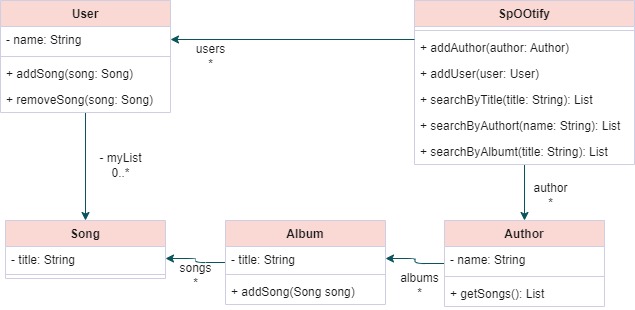 User
- name: String
+ addSong(song: Song)
+ removeSong(song: Song)
users
*
SpOOtify
+ addAuthor(author: Author)
+ addUser(user: User)
+ searchByTitle(title: String): List
+ searchByAuthort(name: String): List
+ searchByAlbumt(title: String): List
- myList
0..*
author
*
Song
- title: String
songs
*
Album
- title: String
+ addSong(Song song)
albums
*
Author
- name: String
+ getSongs(): List